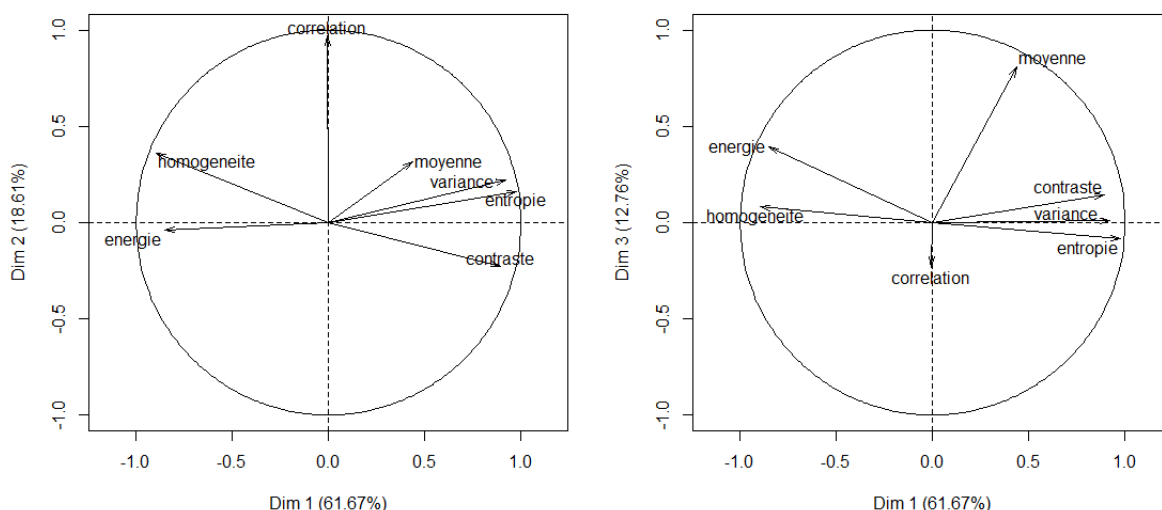 correlation
homogeneite
moyenne
variance
entropie
energie
contraste
1.0
0.5
0.0
-0.5
-1.0
Dim 2 (18.61%)
-1.0
-0.5
0.0
0.5
1.0
Dim 1 (61.67%)
moyenne
energie
contraste
homogeneite
variance
entropie
correlation
1.0
0.5
0.0
-0.5
-1.0
Dim 3 (12.76%)
-1.0
-0.5
0.0
0.5
1.0
Dim 1 (61.67%)